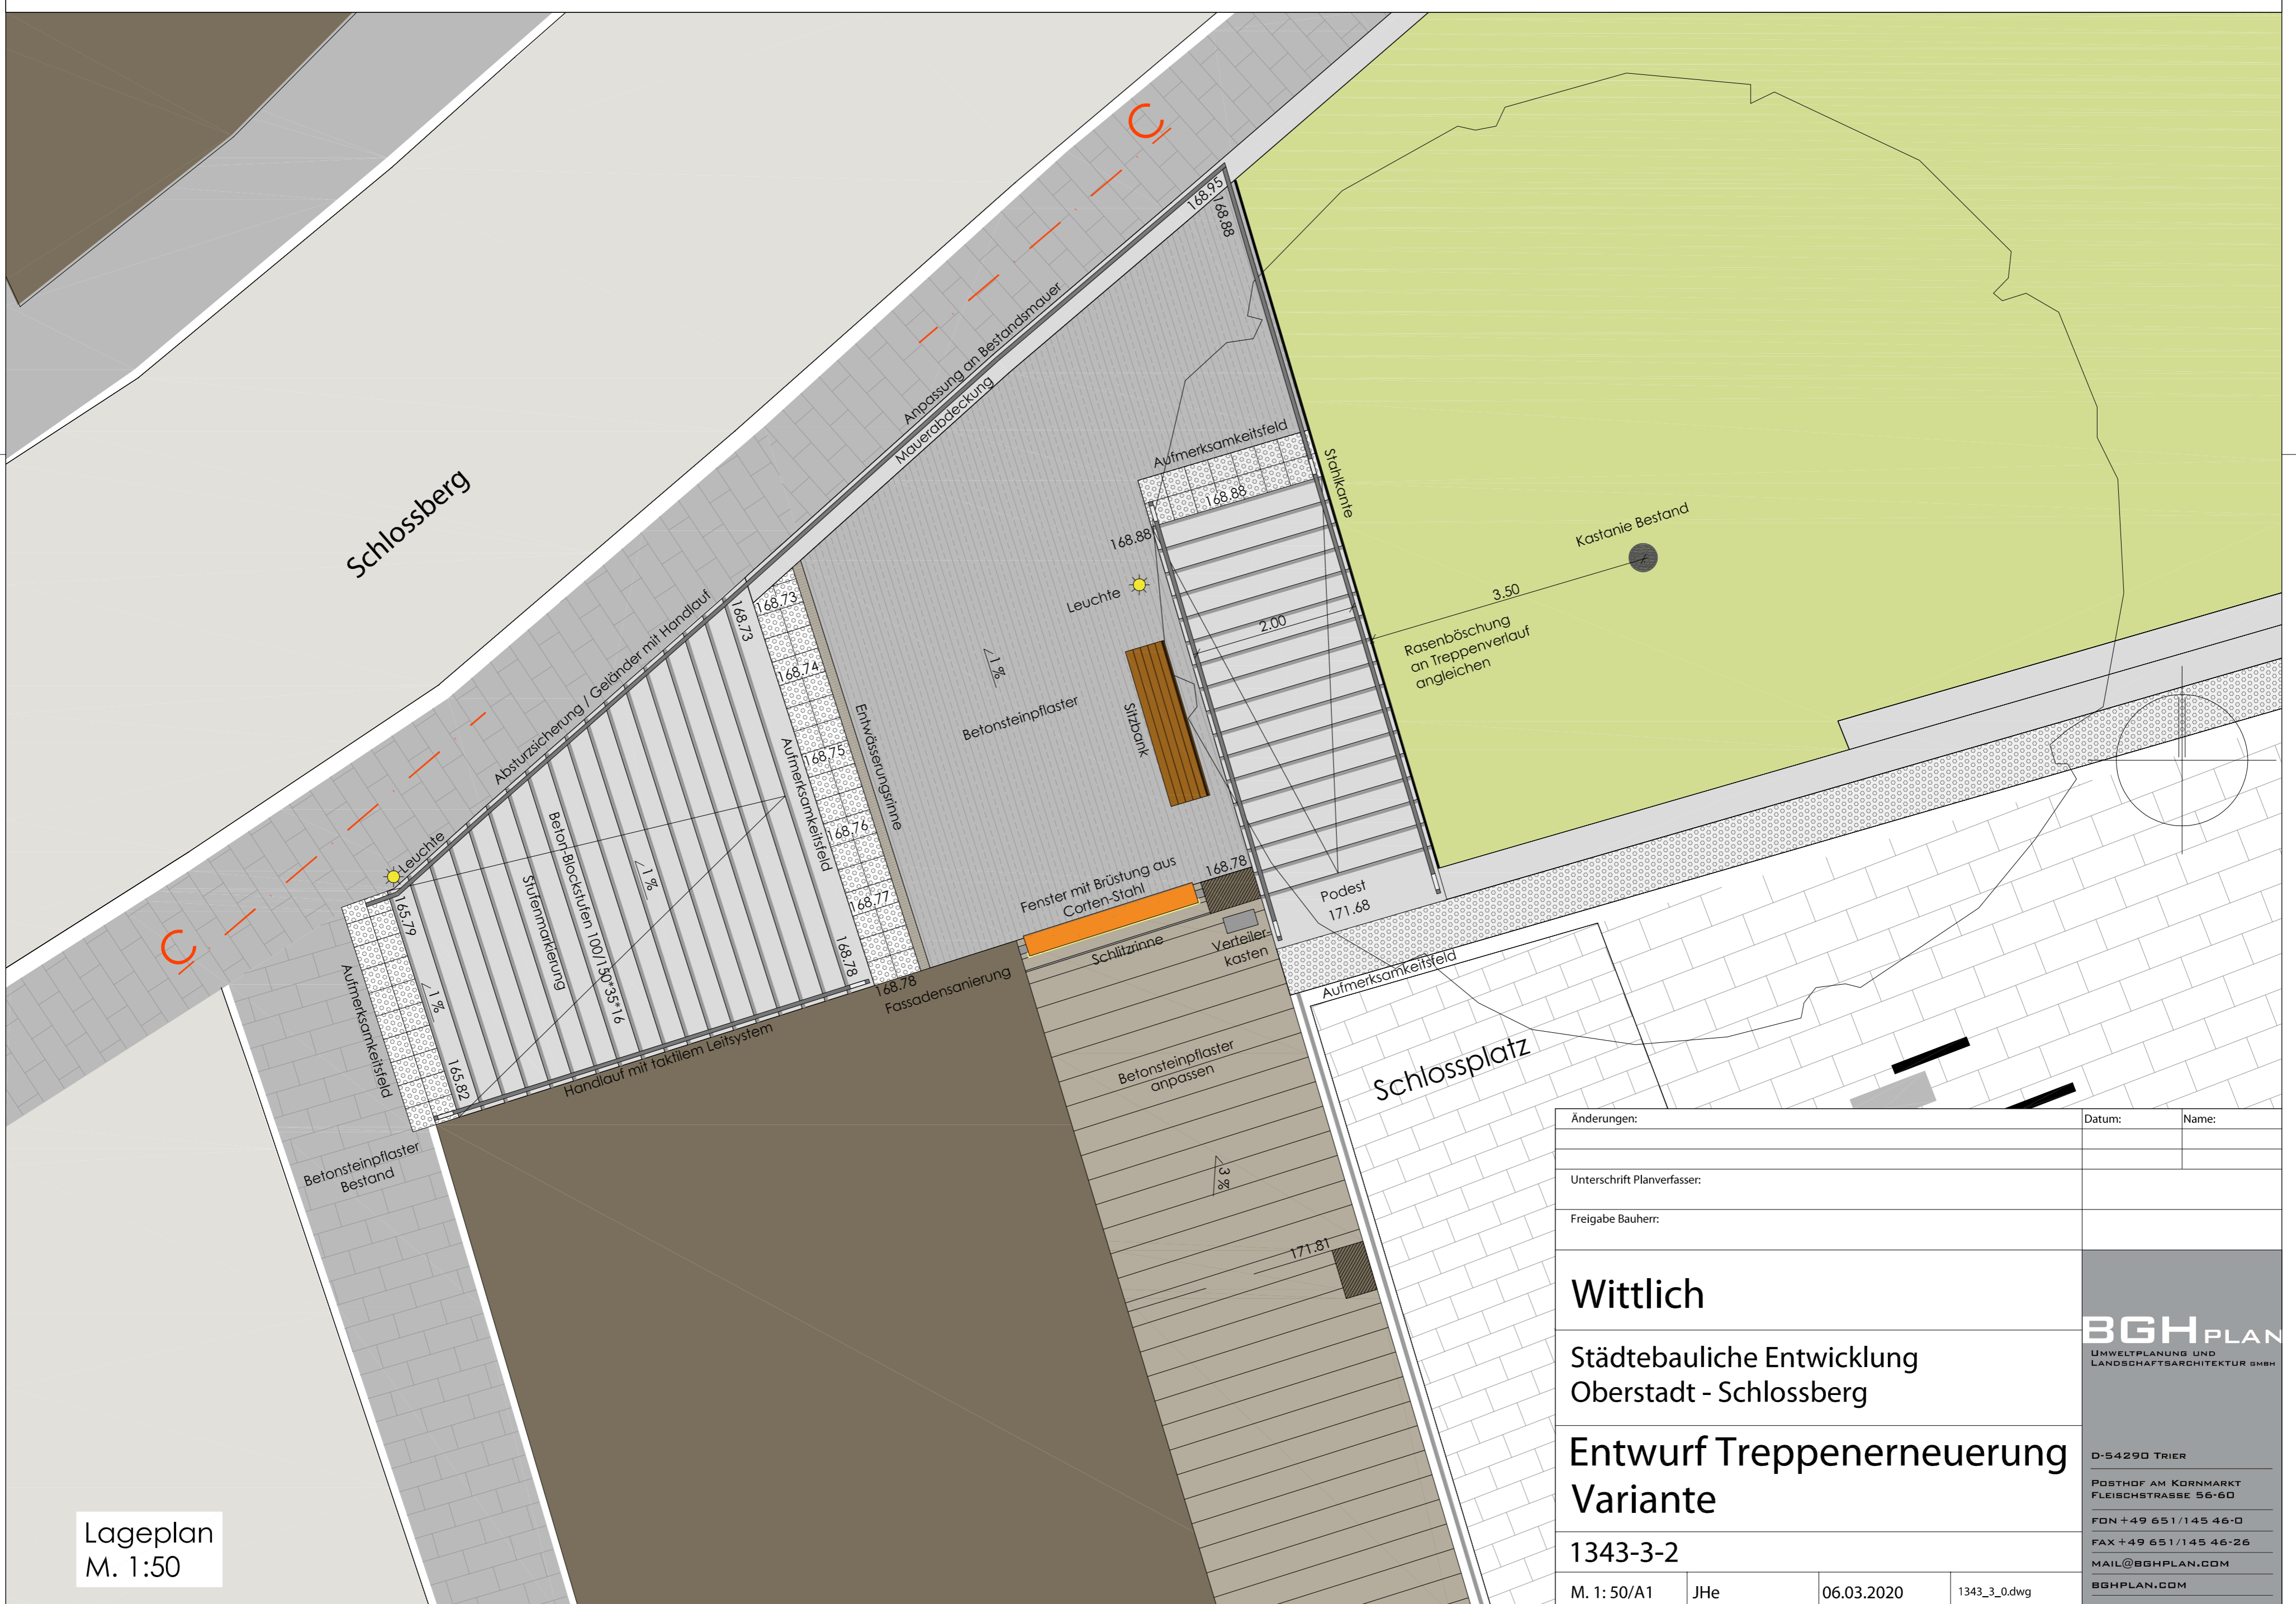 C
168.95
168.88
Anpassung an Bestandsmauer
Mauerabdeckung
Schlossberg
Aufmerksamkeitsfeld
168.88
Stahlkante
168.88
Leuchte
Kastanie Bestand
3.50
2.00
Rasenböschung
an Treppenverlauf
angleichen
Absturzsicherung / Geländer mit Handlauf
168.73
168.73
168.74
168.75
168.76
168.77
168.78
168.78
Aufmerksamkeitsfeld
Entwässerungsrinne
1 %
Betonsteinpflaster
Sitzbank
Leuchte
C
165.79
Beton-Blockstufen 100/150*35*16
Stufenmarkierung
1 %
1 %
165.82
Aufmerksamkeitsfeld
Handlauf mit taktilem Leitsystem
Betonsteinpflaster
Bestand
Fenster mit Brüstung aus
Corten-Stahl
168.78
Podest
171.68
Schlitzrinne
Verteiler-
kasten
Fassadensanierung
Aufmerksamkeitsfeld
Betonsteinpflaster
anpassen
Schlossplatz
3 %
171.81
Lageplan
M. 1:50
Änderungen:
Datum:
Name:
Unterschrift Planverfasser:
Freigabe Bauherr:
Wittlich
Städtebauliche Entwicklung
Oberstadt - Schlossberg
Entwurf Treppenerneuerung
Variante
1343-3-2
M. 1: 50/A1
JHe
06.03.2020
1343_3_0.dwg
BGH PLAN
UMWELTPLANUNG UND
LANDSCHAFTSARCHITEKTUR GMBH
D-54290 TRIER
POSTHOF AM KORNMARKT
FLEISCHSTRASSE 56-60
FON +49 651/145 46-0
FAX +49 651/145 46-26
MAIL@BGHPLAN.COM
BGHPLAN.COM